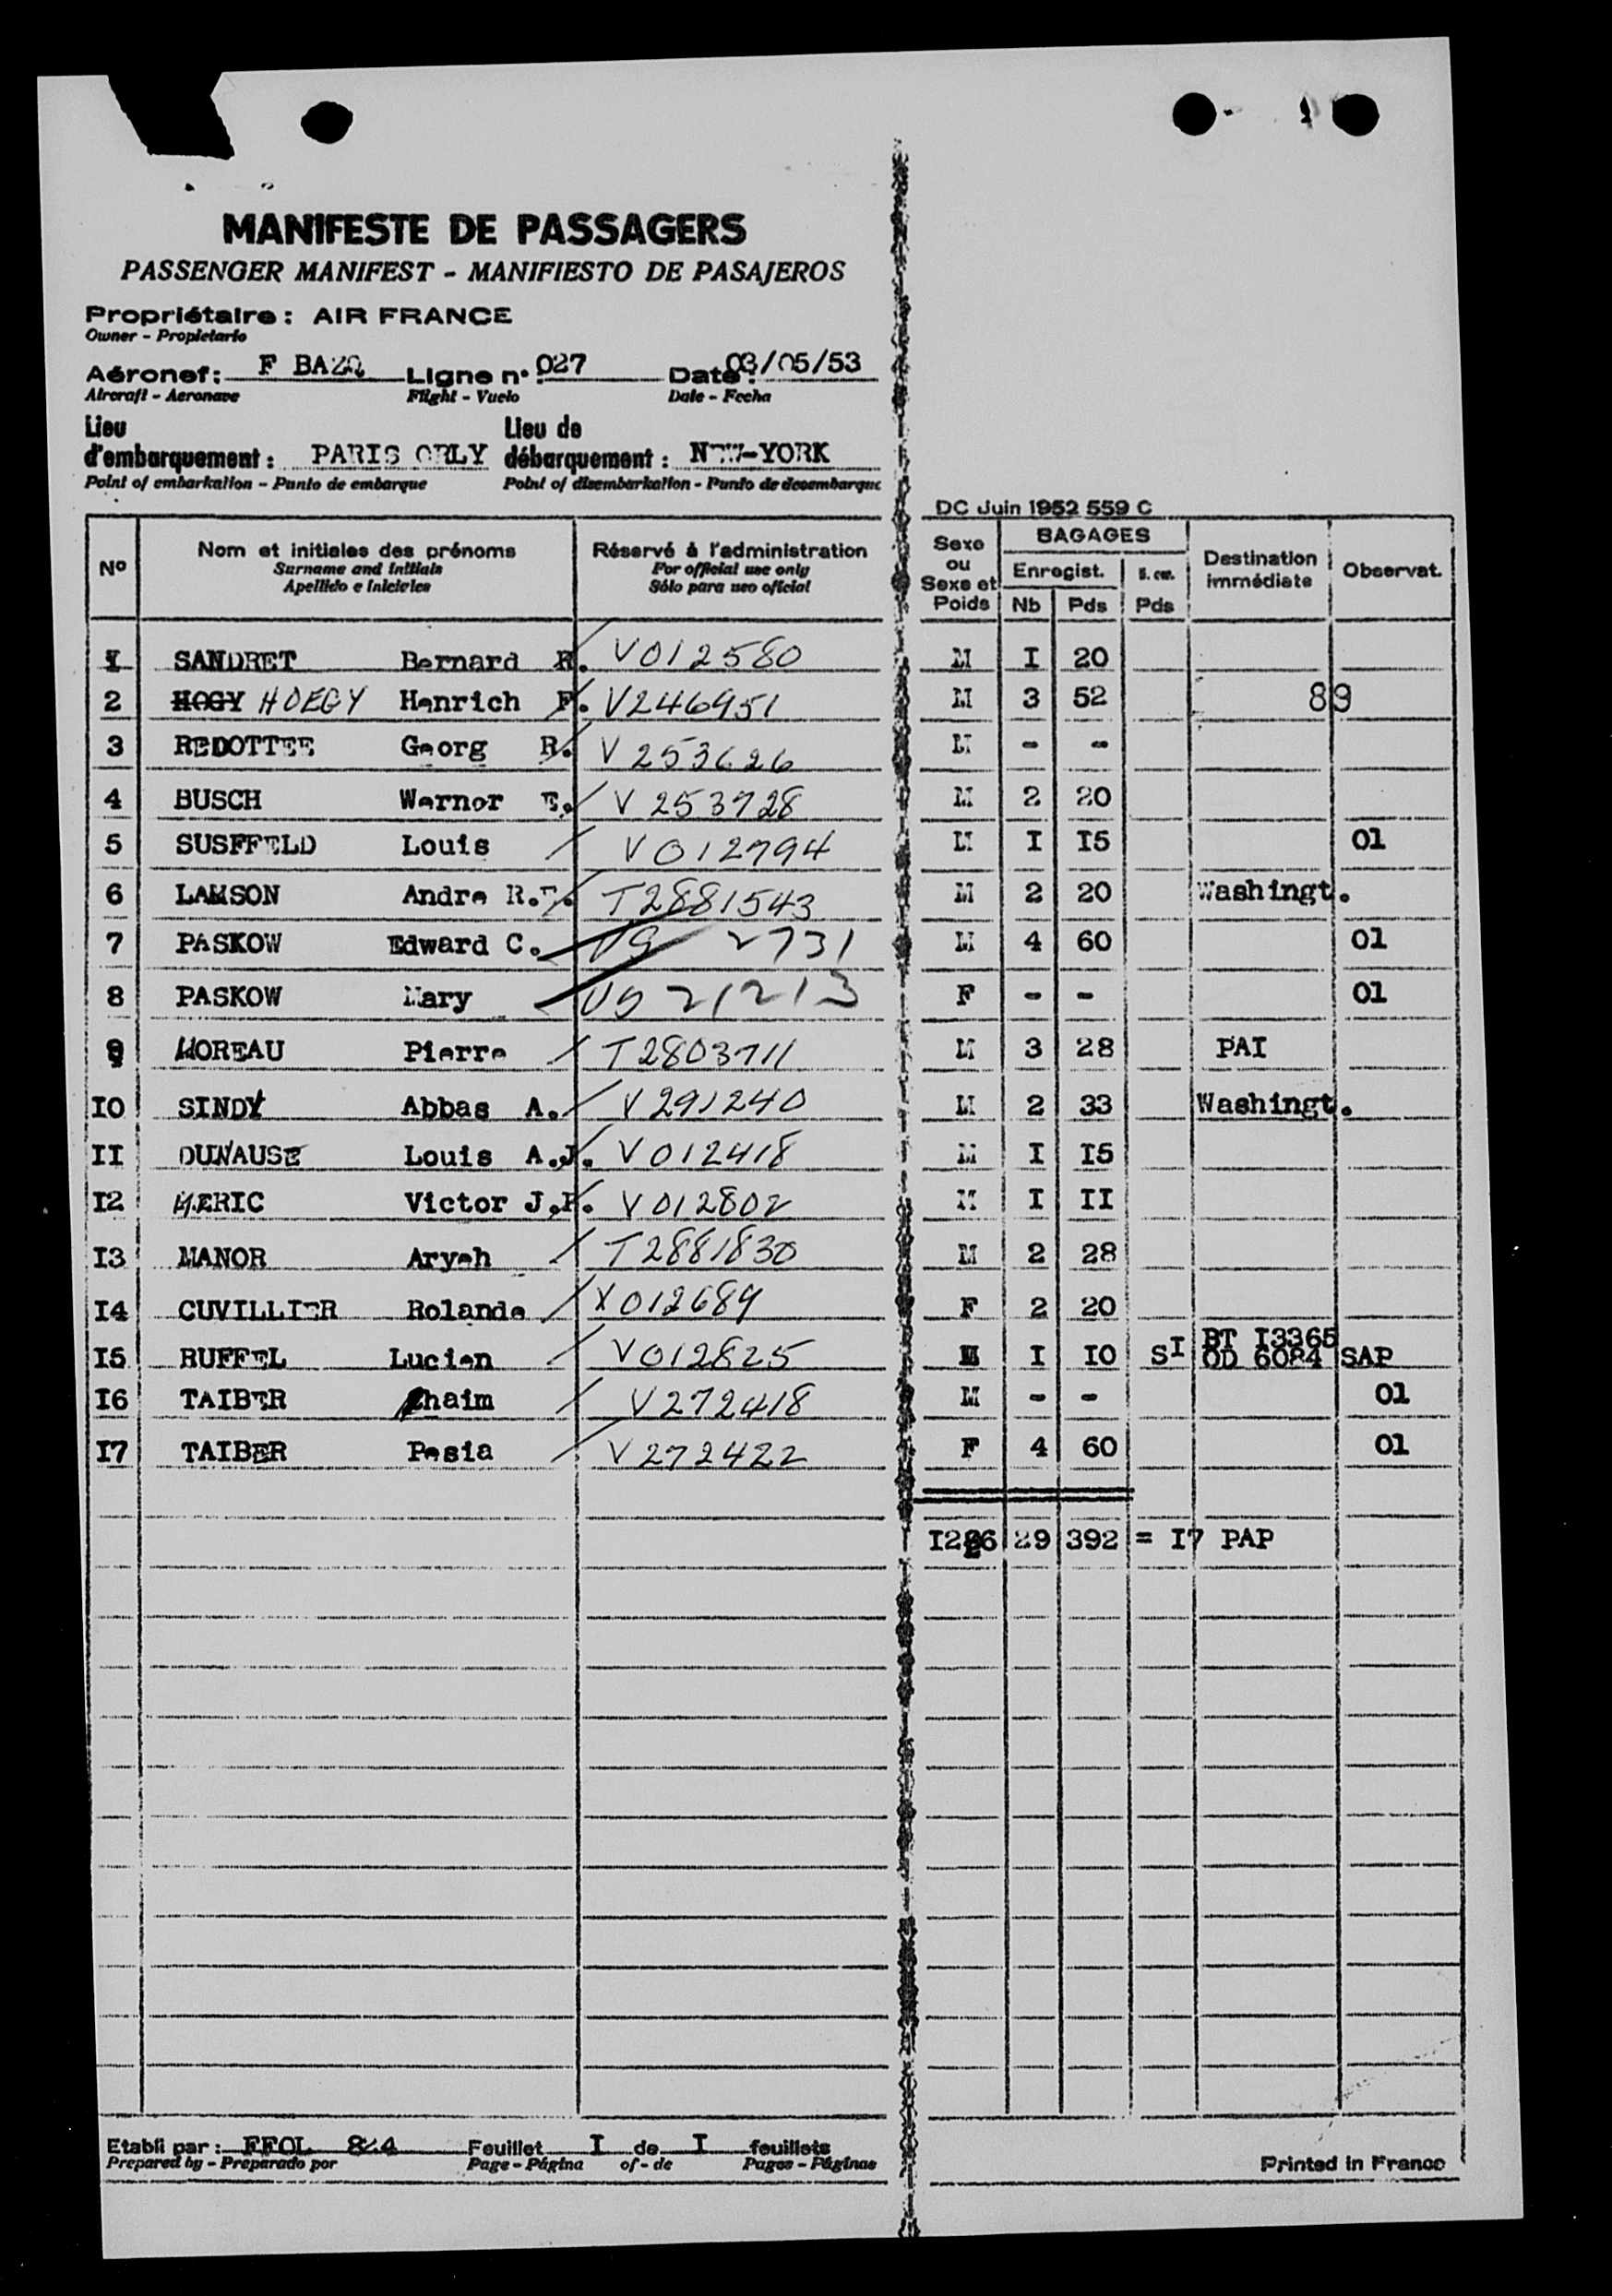 MANIFESTE DE PASSAGERS
PASSENGER MANIFEST - MANIFIESTO DE PASAJEROS
Propriétaire : AIR FRANCE
Owner - Propietario
Aéronef : F BAZQ Ligne n° : 027 Date : 03/05/53
Aircraft - Aeronave Flight - Vuelo Date - Fecha
Lieu d'embarquement : PARIS ORLY Lieu de débarquement : NEW-YORK
Point of embarkation - Punto de embarque Point of disembarkation - Punto de desembarque
DC Juin 1952 559 C
N° Nom et initiales des prénoms Réservé à l'administration Sexe ou Sexe et Poids BAGAGES Enregist. Nb Pds Pds Destination immédiate Observat.
Surname and initials For official use only
Apellido e iniciales Sólo para uso oficial
I SANDRET Bernard R. V012580 M I 20
2 HOGY HOEGY Henrich F. V246951 M 3 52 89
3 REDOTTEE Georg R. V253626 M - -
4 BUSCH Werner E. V253728 M 2 20
5 SUSFFELD Louis V012794 M I I5 01
6 LAMSON Andre R. T2881543 M 2 20 Washingt.
7 PASKOW Edward C. 2731 M 4 60 01
8 PASKOW Mary 21213 F - - 01
9 MOREAU Pierre T2803711 M 3 28 PAI
IO SINDY Abbas A. V291240 M 2 33 Washingt.
II DUNAUSE Louis A.J. V012418 M I I5
I2 MERIC Victor J.P. V012802 M I II
I3 MANOR Aryeh T2881830 M 2 28
I4 CUVILLIER Rolande V012689 F 2 20
I5 RUFFEL Lucien V012825 M I IO SI BT I3365 OD 6084 SAP
I6 TAIBER Chaim V272418 M - - 01
I7 TAIBER Pesia V272422 F 4 60 01
29 392 = I7 PAP
Etabli par : FFOL 824 Feuillet I de I feuillets
Prepared by - Preparado por Page - Página of - de Pages - Páginas
Printed in France